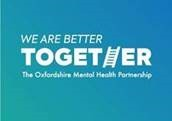 WE ARE BETTER
TOGETHER
The Oxfordshire Mental Health Partnership